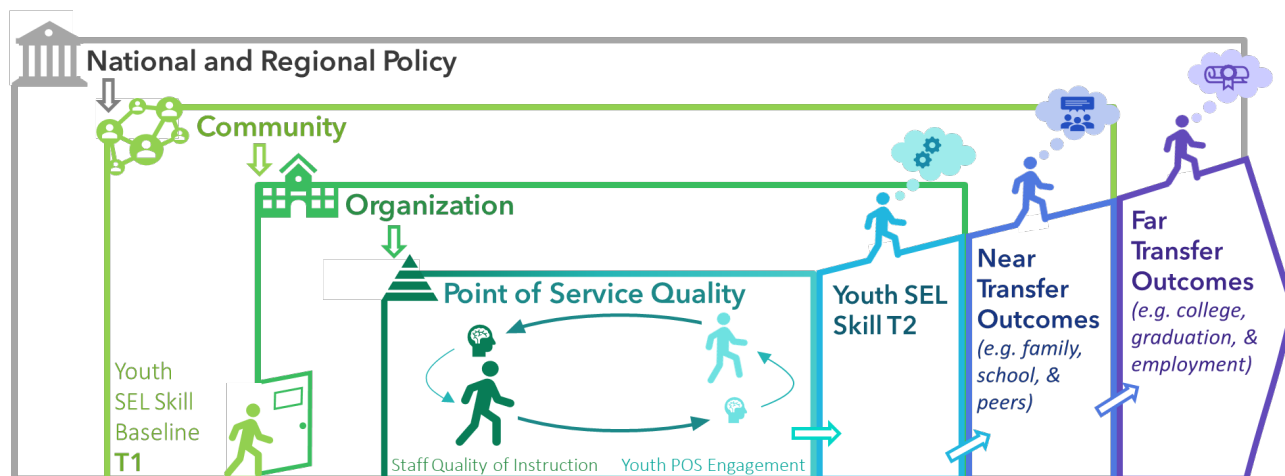 National and Regional Policy
Community
Organization
Point of Service Quality
Youth
SEL Skill
Baseline
T1
Staff Quality of Instruction
Youth POS Engagement
Youth SEL
Skill T2
Near
Transfer
Outcomes
(e.g. family,
school, &
peers)
Far
Transfer
Outcomes
(e.g. college,
graduation, &
employment)